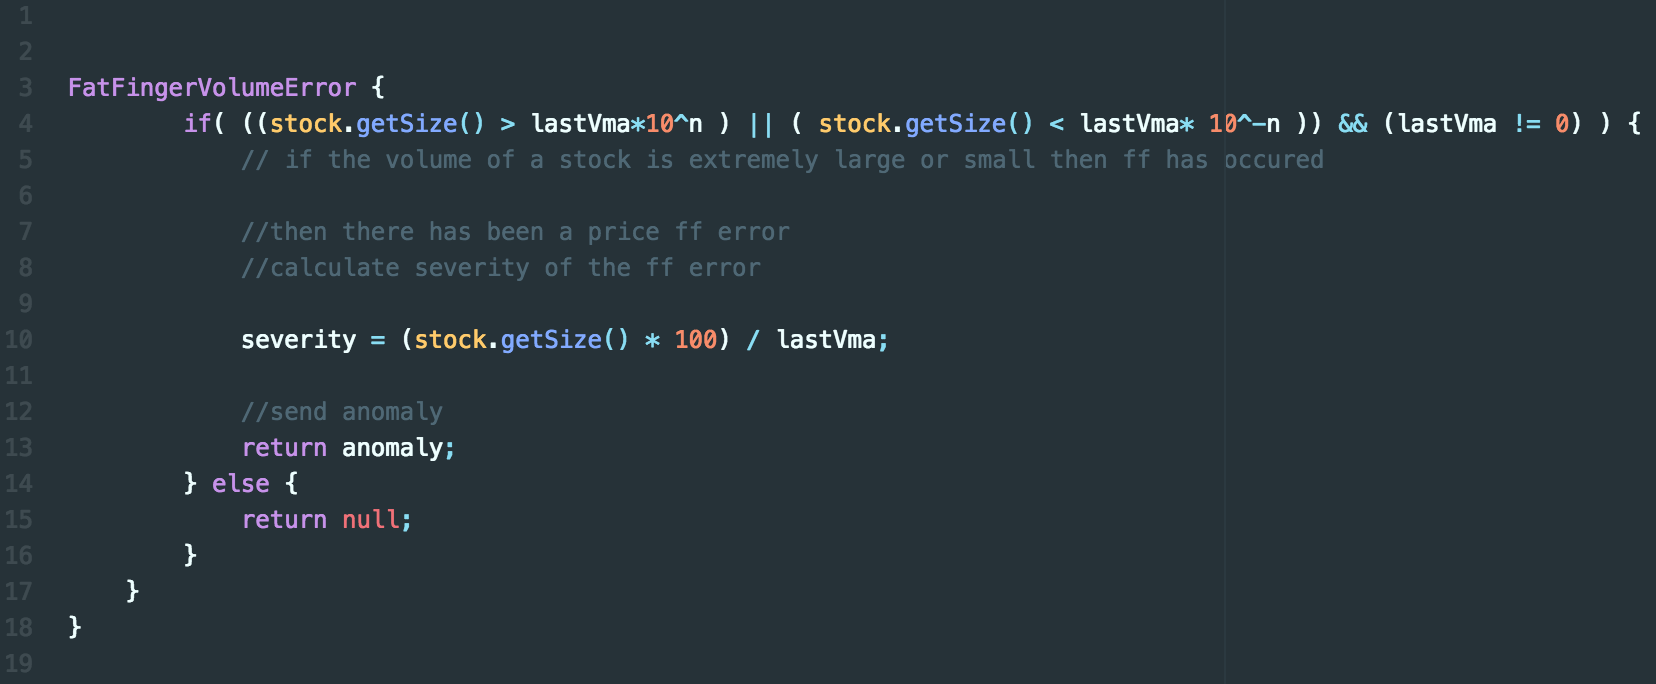 1
2
3 FatFingerVolumeError {
4 if( ((stock.getSize() > lastVma*10^n ) || ( stock.getSize() < lastVma* 10^-n )) && (lastVma != 0) ) {
5 // if the volume of a stock is extremely large or small then ff has occured
6
7 //then there has been a price ff error
8 //calculate severity of the ff error
9
10 severity = (stock.getSize() * 100) / lastVma;
11
12 //send anomaly
13 return anomaly;
14 } else {
15 return null;
16 }
17 }
18 }
19